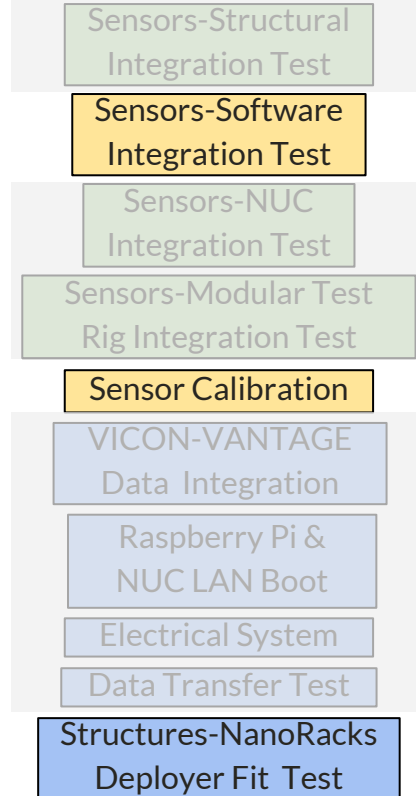 Sensors-Structural
Integration Test
Sensors-Software
Integration Test
Sensors-NUC
Integration Test
Sensors-Modular Test
Rig Integration Test
Sensor Calibration
VICON-VANTAGE
Data Integration
Raspberry Pi &
NUC LAN Boot
Electrical System
Data Transfer Test
Structures-NanoRacks
Deployer Fit Test